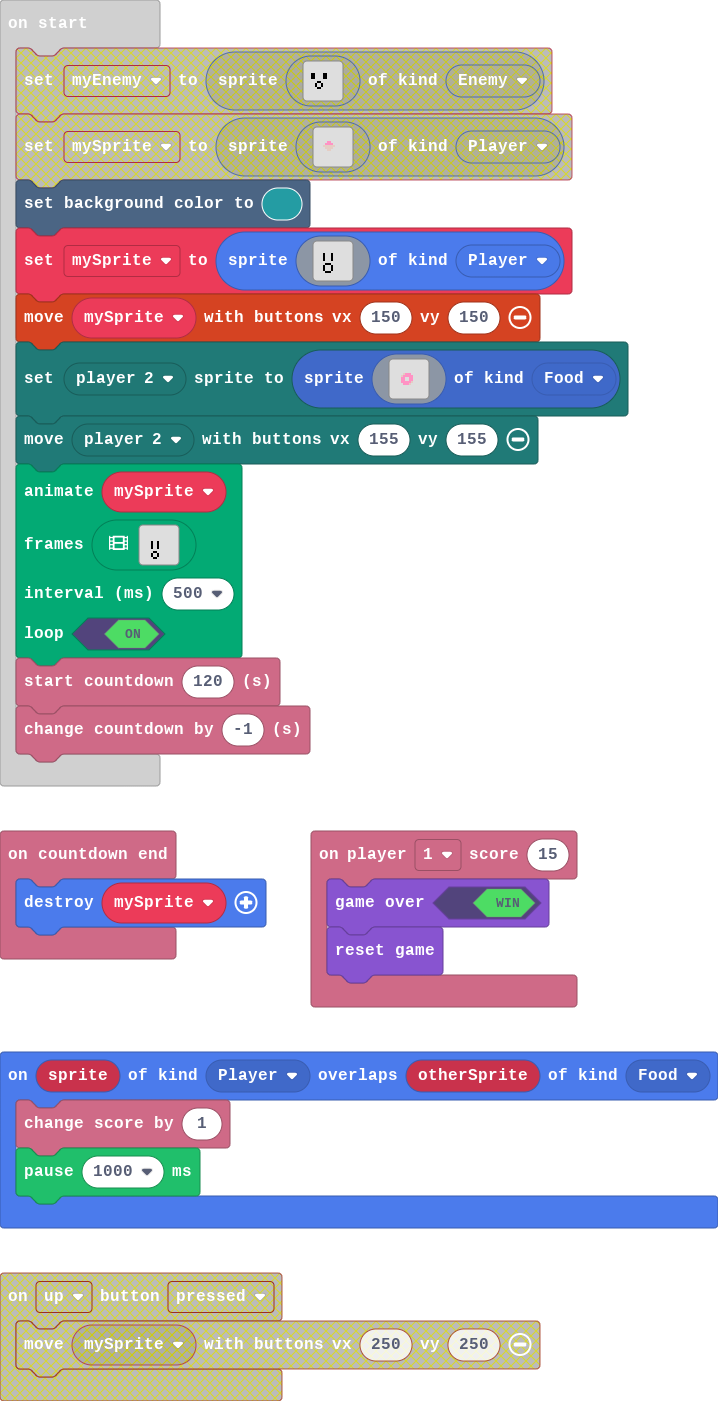 on start
set myEnemy to sprite of kind Enemy
set mySprite to sprite of kind Player
set background color to
set mySprite to sprite of kind Player
move mySprite with buttons vx 150 vy 150
set player 2 sprite to sprite of kind Food
move player 2 with buttons vx 155 vy 155
animate mySprite
frames
interval (ms) 500
loop ON
start countdown 120 (s)
change countdown by -1 (s)
on countdown end
destroy mySprite
on player 1 score 15
game over WIN
reset game
on sprite of kind Player overlaps otherSprite of kind Food
change score by 1
pause 1000 ms
on up button pressed
move mySprite with buttons vx 250 vy 250